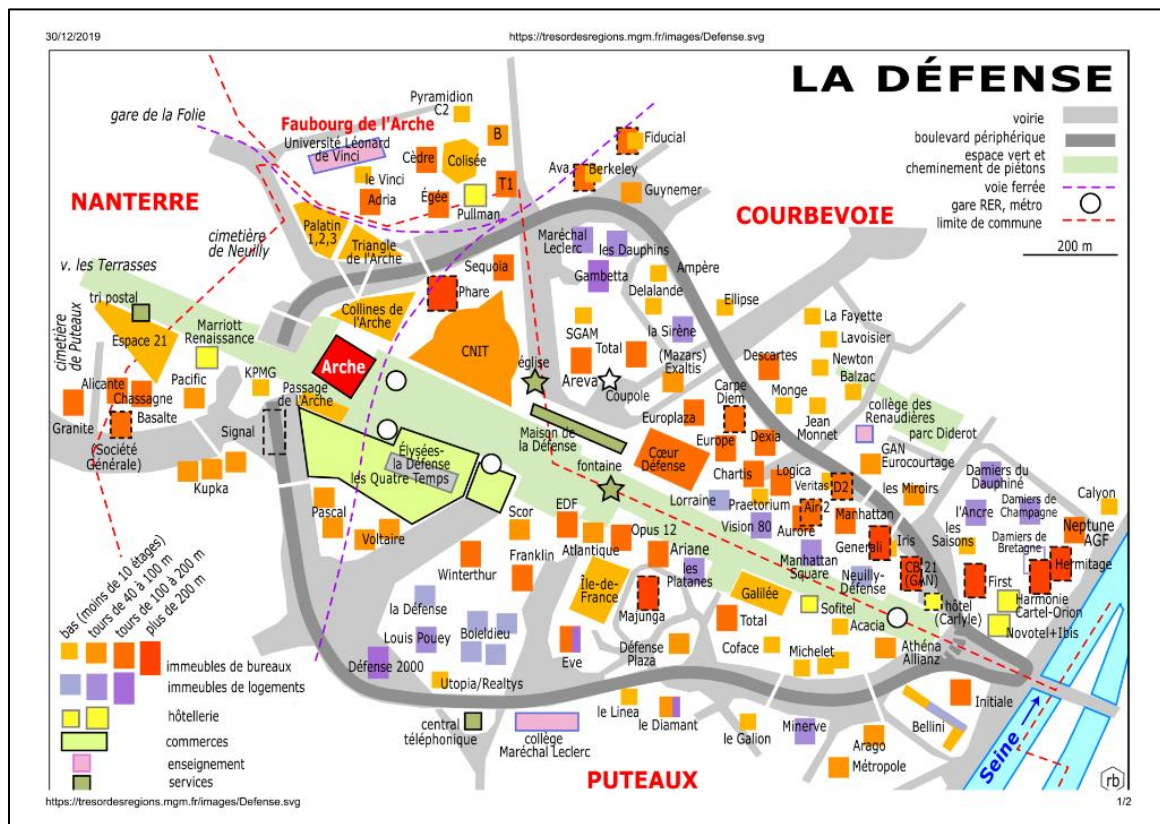 30/12/2019
https://tresordesregions.mgm.fr/images/Defense.svg
LA DÉFENSE
voirie
boulevard périphérique
espace vert et
cheminement de piétons
voie ferrée
gare RER, métro
limite de commune
200 m
gare de la Folie
Faubourg de l'Arche
Université Léonard
de Vinci
Pyramidion
C2
B
Cèdre
Colisée
le Vinci
Adria
Égée
T1
Pullman
Fiducial
Ava
Berkeley
Guynemer
NANTERRE
COURBEVOIE
Palatin
1,2,3
Triangle
de l'Arche
cimetière
de Neuilly
Maréchal
Leclerc
les Dauphins
Gambetta
Sequoia
Phare
v. les Terrasses
tri postal
Espace 21
cimetière
de Puteaux
Marriott
Renaissance
Collines de
l'Arche
CNIT
Arche
Ampère
Delalande
Ellipse
SGAM
la Sirène
Total
(Mazars)
Exaltis
Areva
Coupole
église
La Fayette
Lavoisier
Descartes
Newton
Balzac
Monge
Jean
Monnet
Carpe
Diem
collège des
Renaudières
parc Diderot
Alicante
Chassagne
Pacific
KPMG
Passage
de l'Arche
Granite
Basalte
(Société
Générale)
Signal
Kupka
Maison de
la Défense
Europlaza
Europe
Dexia
Cœur
Défense
Chartis
Logica
GAN
Eurocourtage
Élysées-
la Défense
les Quatre Temps
fontaine
Veritas
D2
les Miroirs
Damiers du
Dauphiné
Damiers de
Champagne
Calyon
Lorraine
Praetorium
Air 2
Vision 80
Aurore
Manhattan
l'Ancre
les
Saisons
Damiers de
Bretagne
Neptune
AGF
Pascal
Voltaire
Scor
EDF
Opus 12
Franklin
Atlantique
Ariane
les
Platanes
Manhattan
Square
Generali
Iris
Neuilly-
Défense
CB 21
(GAN)
First
Hermitage
Winterthur
Île-de-
France
Majunga
Galilée
Sofitel
hôtel
(Carlyle)
Harmonie
Cartel-Orion
Novotel+Ibis
la Défense
Louis Pouey
Boieldieu
Défense 2000
Eve
Défense
Plaza
Total
Coface
Acacia
Michelet
Athéna
Allianz
Utopia/Realtys
central
téléphonique
collège
Maréchal Leclerc
le Linea
le Diamant
le Galion
Minerve
Arago
Métropole
Bellini
Initiale
Seine
PUTEAUX
bas (moins de 10 étages)
tours de 40 à 100 m
tours de 100 à 200 m
plus de 200 m
immeubles de bureaux
immeubles de logements
hôtellerie
commerces
enseignement
services
rb
https://tresordesregions.mgm.fr/images/Defense.svg
1/2